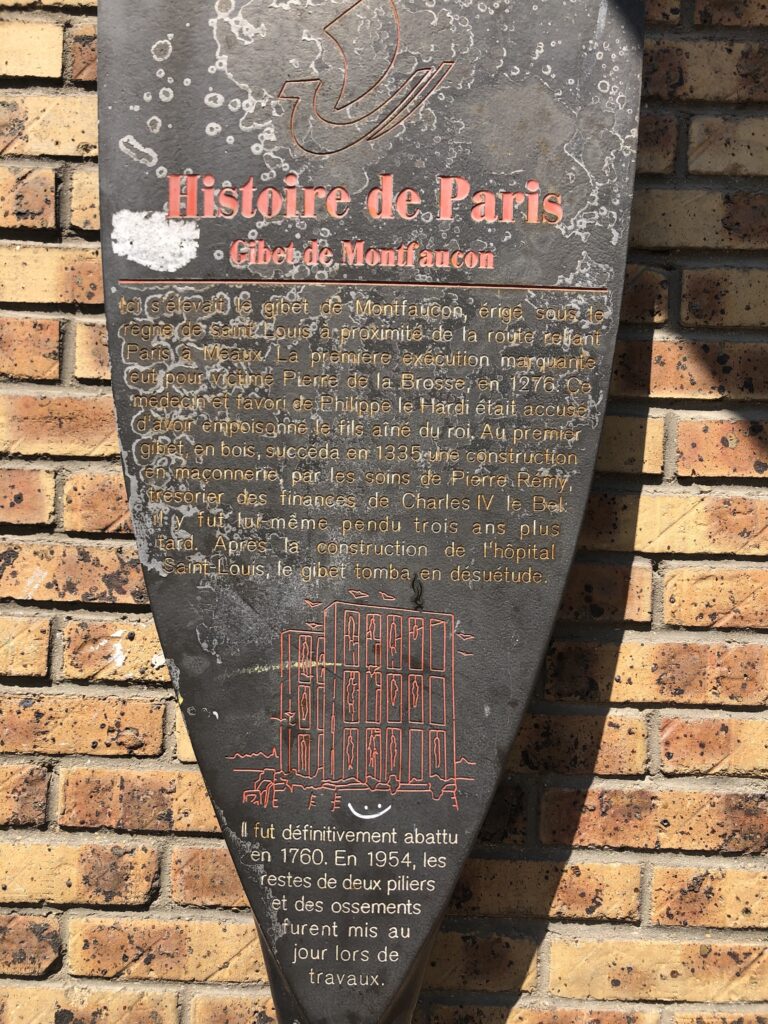 Histoire de Paris
Gibet de Montfaucon
Ici s'élevait le gibet de Montfaucon, érigé sous le
règne de saint Louis à proximité de la route reliant
Paris à Meaux. La première exécution marquante
eut pour victime Pierre de la Brosse, en 1276. Ce
médecin et favori de Philippe le Hardi était accusé
d'avoir empoisonné le fils aîné du roi. Au premier
gibet, en bois, succéda en 1335 une construction
en maçonnerie, par les soins de Pierre Rémy,
trésorier des finances de Charles IV le Bel.
Il y fut lui-même pendu trois ans plus
tard. Après la construction de l'hôpital
Saint-Louis, le gibet tomba en désuétude.
Il fut définitivement abattu
en 1760. En 1954, les
restes de deux piliers
et des ossements
furent mis au
jour lors de
travaux.